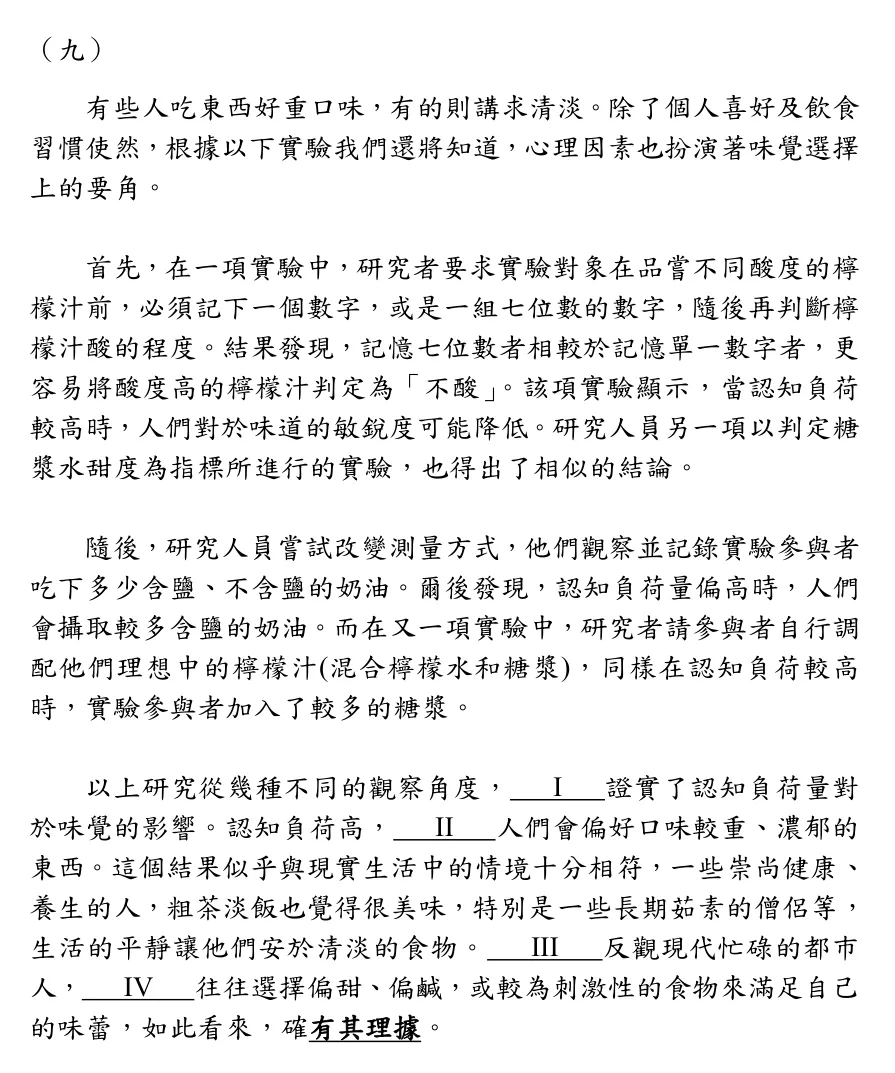 （九）
有些人吃東西好重口味，有的則講求清淡。除了個人喜好及飲食
習慣使然，根據以下實驗我們還將知道，心理因素也扮演著味覺選擇
上的要角。
首先，在一項實驗中，研究者要求實驗對象在品嘗不同酸度的檸
檬汁前，必須記下一個數字，或是一組七位數的數字，隨後再判斷檸
檬汁酸的程度。結果發現，記憶七位數者相較於記憶單一數字者，更
容易將酸度高的檸檬汁判定為「不酸」。該項實驗顯示，當認知負荷
較高時，人們對於味道的敏銳度可能降低。研究人員另一項以判定糖
漿水甜度為指標所進行的實驗，也得出了相似的結論。
隨後，研究人員嘗試改變測量方式，他們觀察並記錄實驗參與者
吃下多少含鹽、不含鹽的奶油。爾後發現，認知負荷量偏高時，人們
會攝取較多含鹽的奶油。而在又一項實驗中，研究者請參與者自行調
配他們理想中的檸檬汁(混合檸檬水和糖漿)，同樣在認知負荷較高
時，實驗參與者加入了較多的糖漿。
以上研究從幾種不同的觀察角度，＿＿I＿＿證實了認知負荷量對
於味覺的影響。認知負荷高，＿＿II＿＿人們會偏好口味較重、濃郁的
東西。這個結果似乎與現實生活中的情境十分相符，一些崇尚健康、
養生的人，粗茶淡飯也覺得很美味，特別是一些長期茹素的僧侶等，
生活的平靜讓他們安於清淡的食物。＿＿III＿＿反觀現代忙碌的都市
人，＿＿IV＿＿往往選擇偏甜、偏鹹，或較為刺激性的食物來滿足自己
的味蕾，如此看來，確有其理據。